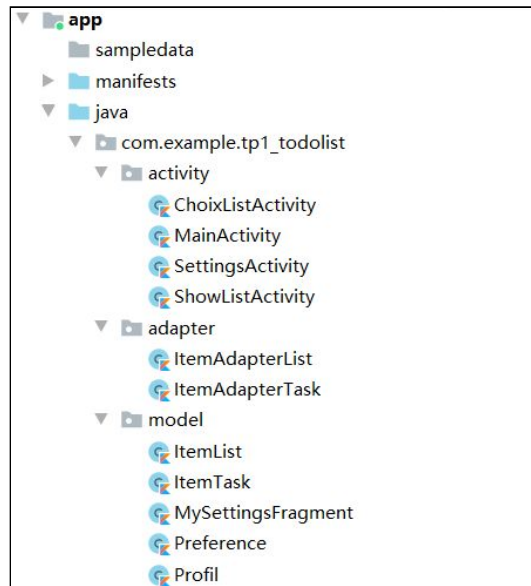 app
sampledata
manifests
java
com.example.tp1_todolist
activity
ChoixListActivity
MainActivity
SettingsActivity
ShowListActivity
adapter
ItemAdapterList
ItemAdapterTask
model
ItemList
ItemTask
MySettingsFragment
Preference
Profil